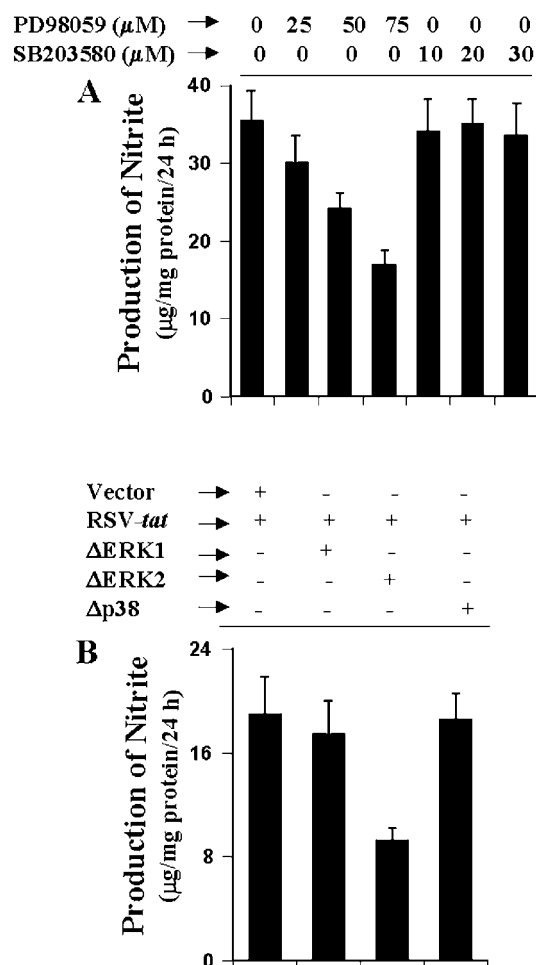 PD98059 (μM) 0 25 50 75 0 0 0
SB203580 (μM) 0 0 0 0 10 20 30
A
Production of Nitrite
(μg/mg protein/24 h)
40
30
20
10
0
Vector + - - -
RSV-tat + + + +
ΔERK1 - + - -
ΔERK2 - - + -
Δp38 - - - +
B
Production of Nitrite
(μg/mg protein/24 h)
24
16
8
0